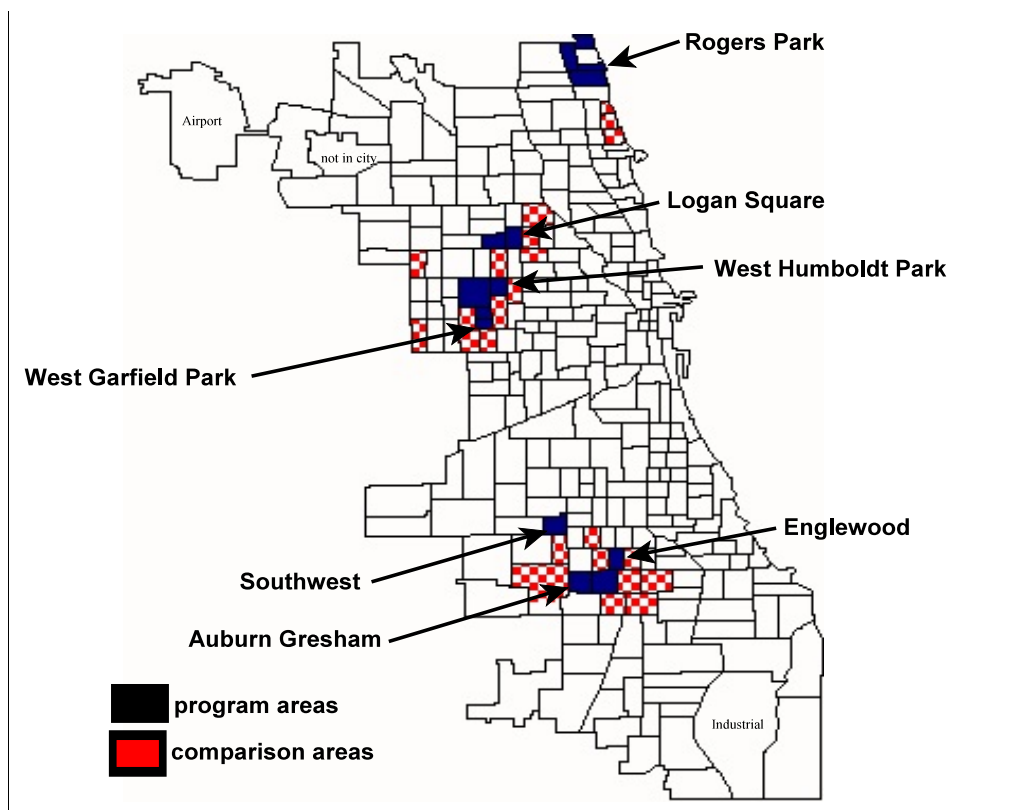 Rogers Park
Airport
not in city
Logan Square
West Humboldt Park
West Garfield Park
Englewood
Southwest
Auburn Gresham
program areas
Industrial
comparison areas